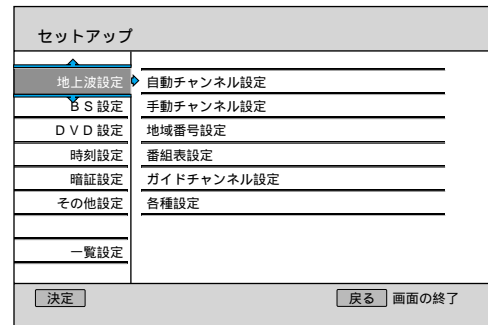 セットアップ
地上波設定
自動チャンネル設定
ＢＳ設定
手動チャンネル設定
ＤＶＤ設定
地域番号設定
時刻設定
番組表設定
暗証設定
ガイドチャンネル設定
その他設定
各種設定
一覧設定
決定
戻る 画面の終了